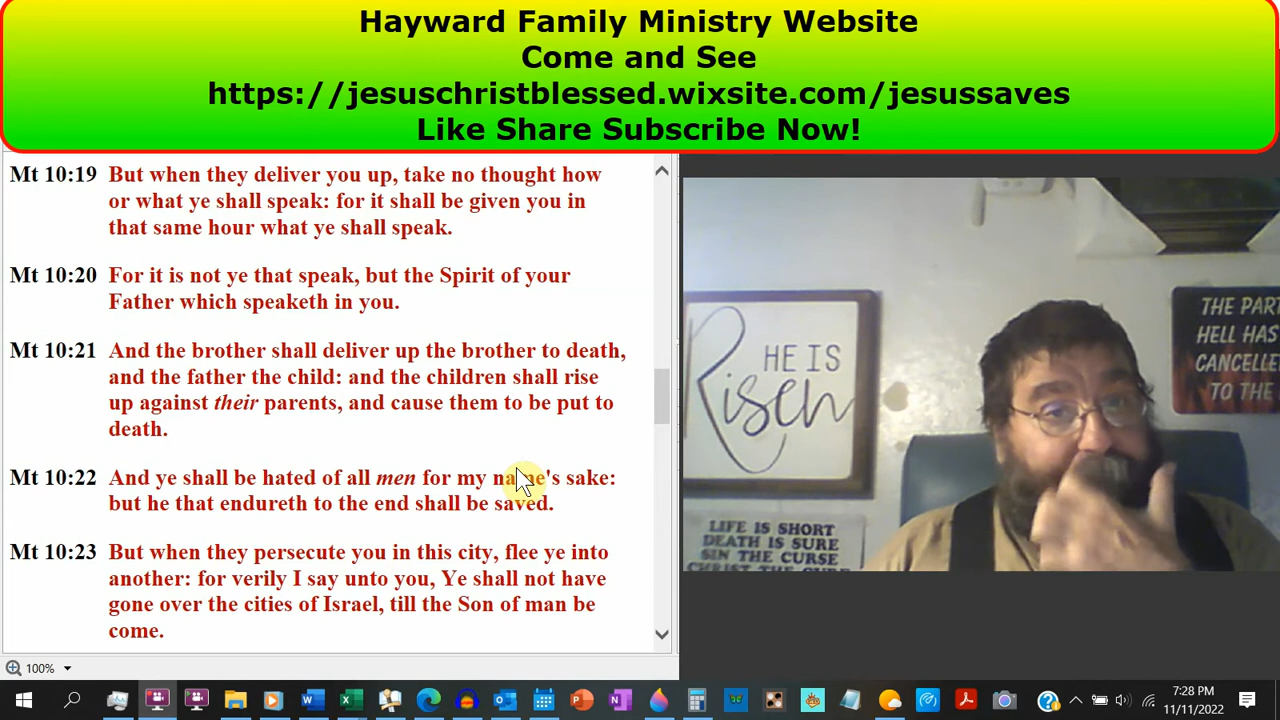 Hayward Family Ministry Website
Come and See
https://jesuschristblessed.wixsite.com/jesussaves
Like Share Subscribe Now!
Mt 10:19 But when they deliver you up, take no thought how
or what ye shall speak: for it shall be given you in
that same hour what ye shall speak.
Mt 10:20 For it is not ye that speak, but the Spirit of your
Father which speaketh in you.
Mt 10:21 And the brother shall deliver up the brother to death,
and the father the child: and the children shall rise
up against their parents, and cause them to be put to
death.
Mt 10:22 And ye shall be hated of all men for my name's sake:
but he that endureth to the end shall be saved.
Mt 10:23 But when they persecute you in this city, flee ye into
another: for verily I say unto you, Ye shall not have
gone over the cities of Israel, till the Son of man be
come.
HE IS
Risen
THE PAR
HELL HAS
CANCELLE
TO THE
LIFE IS SHORT
DEATH IS SURE
SIN THE CURSE
CHRIST THE CURE
100%
7:28 PM
11/11/2022